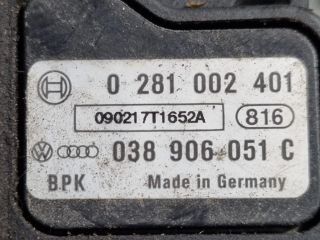 0 281 002 401
090217T1652A 816
038 906 051 C
BPK Made in Germany